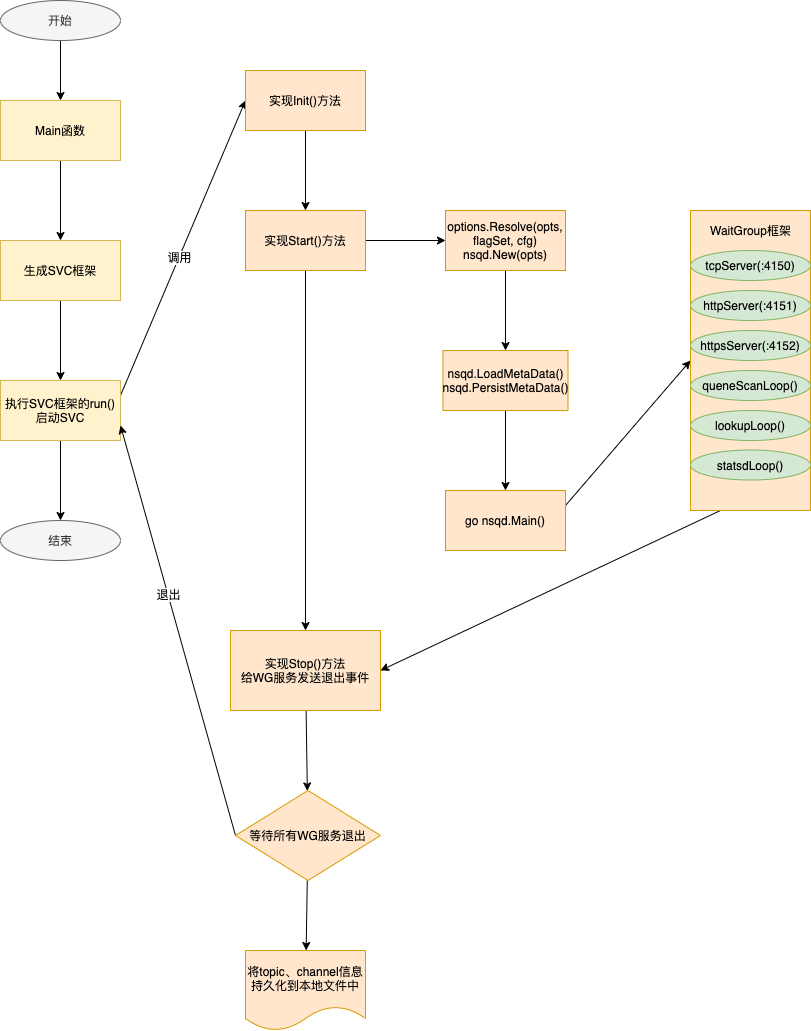 开始
Main函数
生成SVC框架
执行SVC框架的run()
启动SVC
结束
调用
退出
实现Init()方法
实现Start()方法
options.Resolve(opts,
flagSet, cfg)
nsqd.New(opts)
nsqd.LoadMetaData()
nsqd.PersistMetaData()
go nsqd.Main()
WaitGroup框架
tcpServer(:4150)
httpServer(:4151)
httpsServer(:4152)
queneScanLoop()
lookupLoop()
statsdLoop()
实现Stop()方法
给WG服务发送退出事件
等待所有WG服务退出
将topic、channel信息
持久化到本地文件中